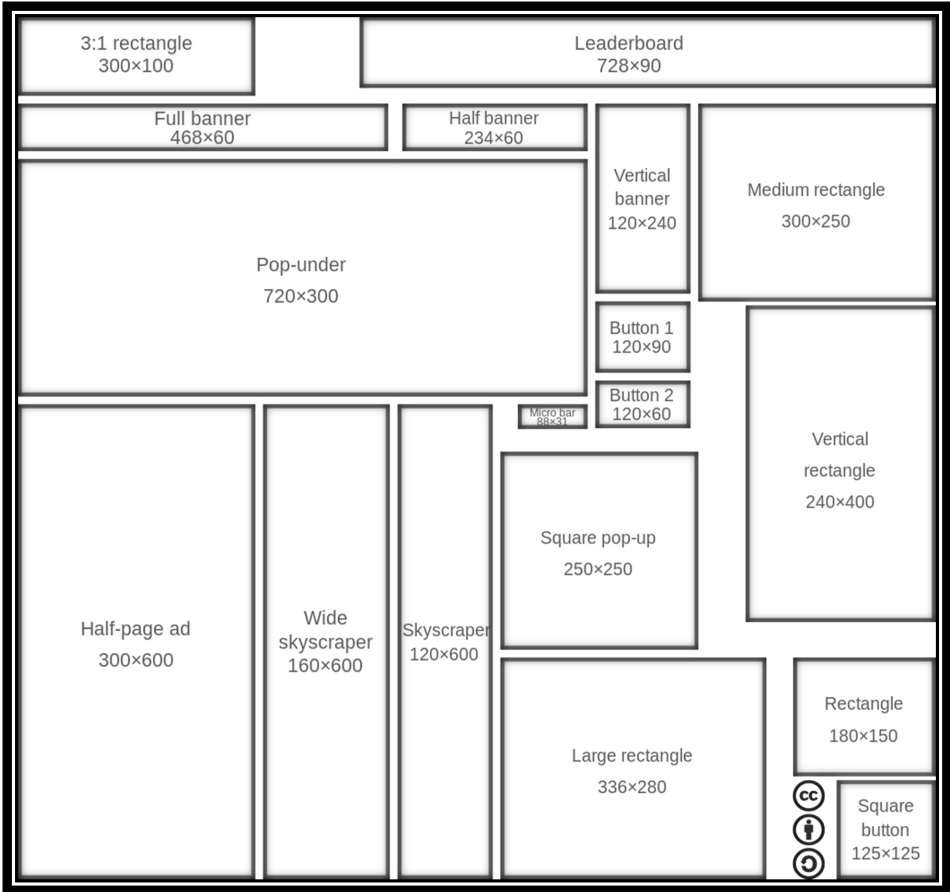 3:1 rectangle
300×100
Leaderboard
728×90
Full banner
468×60
Half banner
234×60
Vertical
banner
120×240
Medium rectangle
300×250
Pop-under
720×300
Button 1
120×90
Button 2
120×60
Micro bar
88×31
Vertical
rectangle
240×400
Half-page ad
300×600
Wide
skyscraper
160×600
Skyscraper
120×600
Square pop-up
250×250
Large rectangle
336×280
Rectangle
180×150
cc
Square
button
125×125